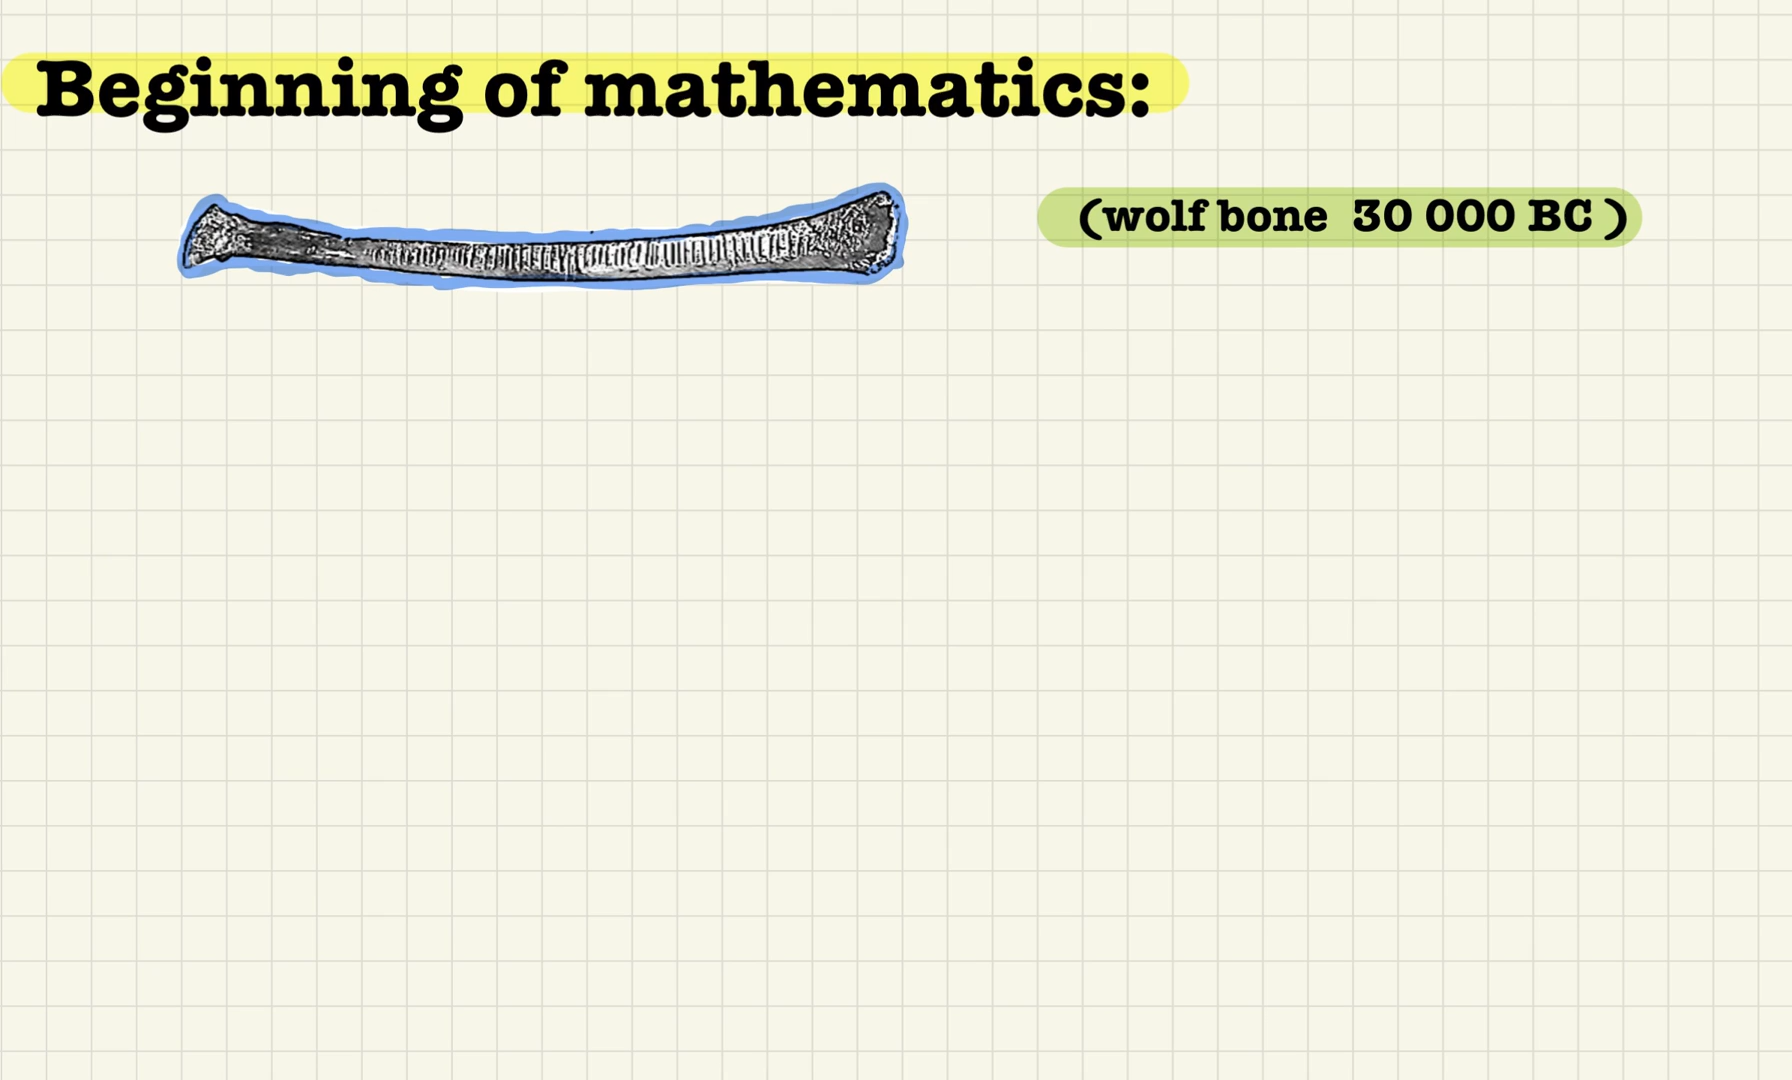 Beginning of mathematics:
(wolf bone 30 000 BC )